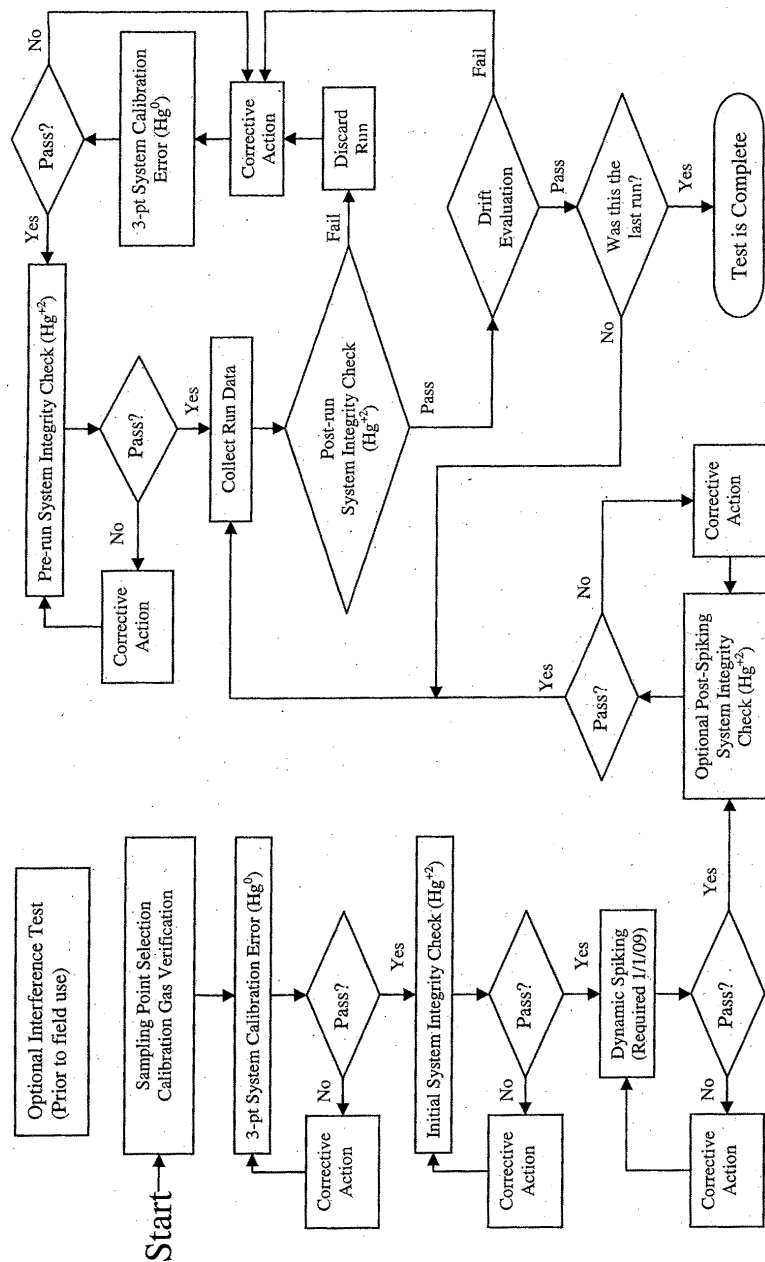 Optional Interference Test
(Prior to field use)
Start
Sampling Point Selection
Calibration Gas Verification
3-pt System Calibration Error (Hg⁰)
Pass?
No
Corrective
Action
Yes
Initial System Integrity Check (Hg⁺²)
Pass?
No
Corrective
Action
Yes
Dynamic Spiking
(Required 1/1/09)
Pass?
No
Corrective
Action
Yes
Optional Post-Spiking
System Integrity
Check (Hg⁺²)
Pass?
No
Corrective
Action
Yes
Collect Run Data
Post-run
System Integrity Check
(Hg⁺²)
Fail
Discard
Run
Corrective
Action
3-pt System Calibration
Error (Hg⁰)
Pass?
No
Yes
Pre-run System Integrity Check (Hg⁺²)
Pass?
No
Corrective
Action
Yes
Pass
Drift
Evaluation
Fail
Pass
Was this the
last run?
No
Yes
Test is Complete